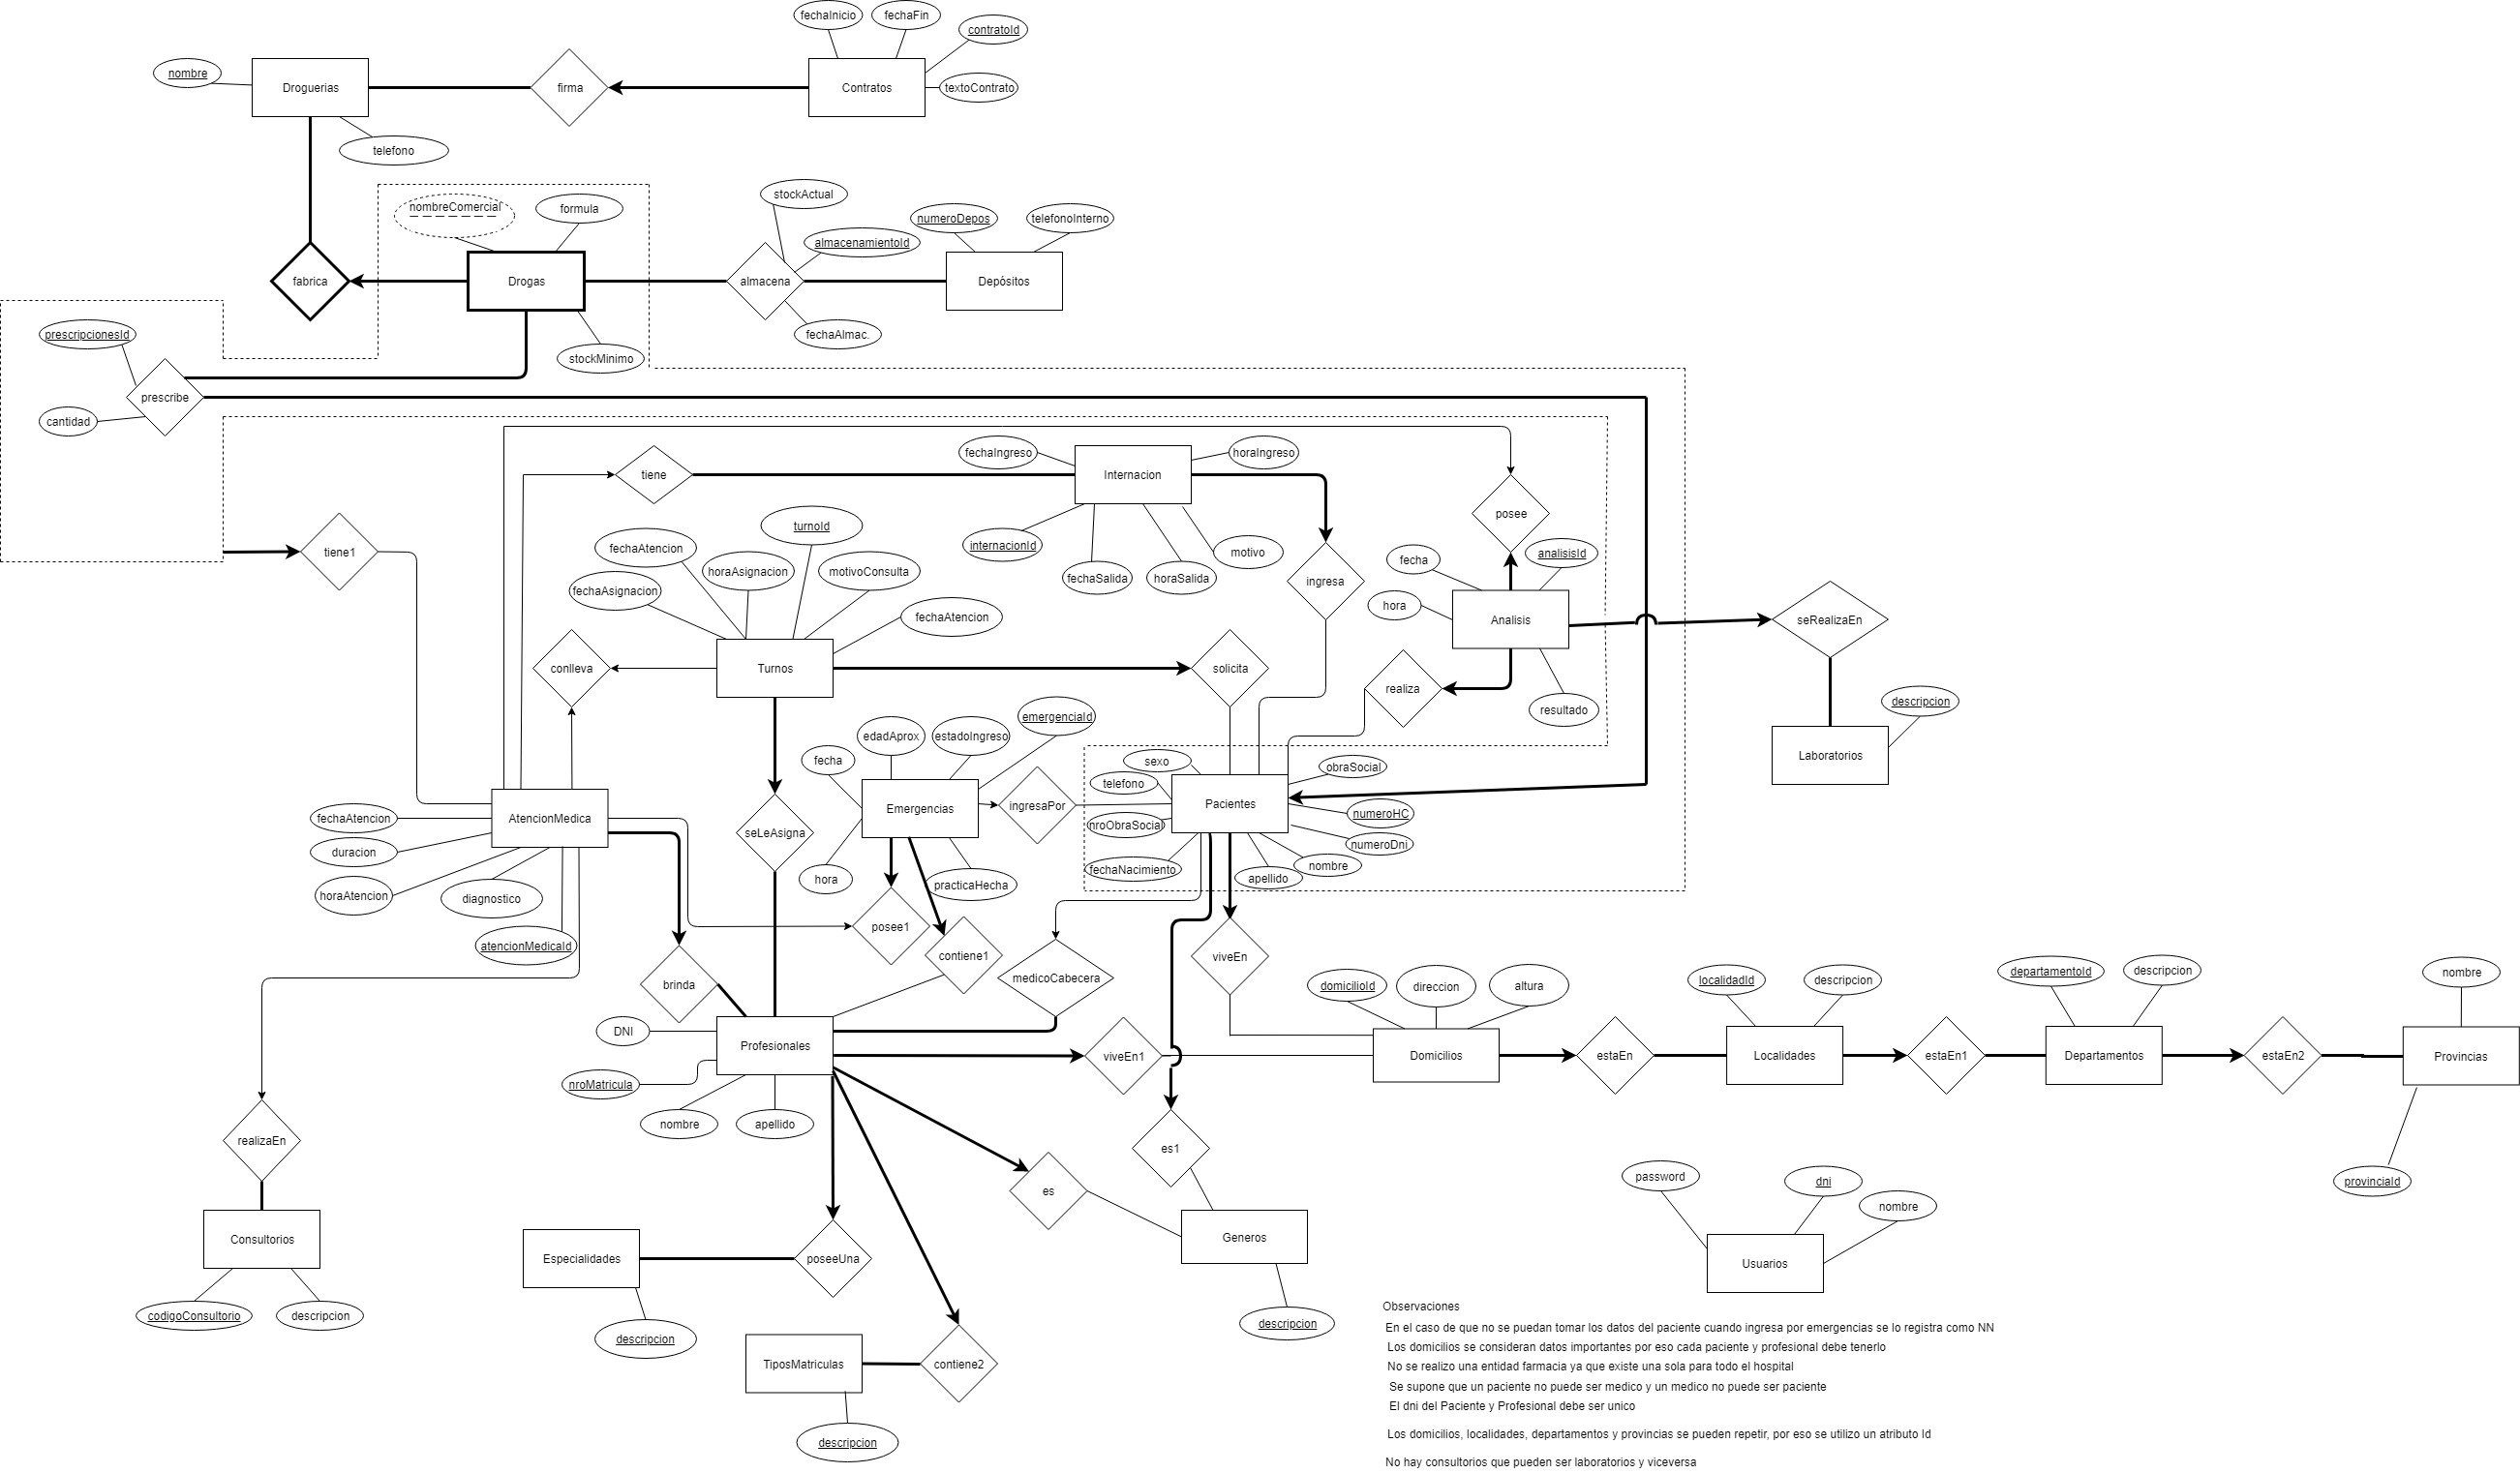 fechaInicio
fechaFin
contratoId
nombre
Droguerias
firma
Contratos
textoContrato
telefono
nombreComercial
formula
stockActual
almacenamientoId
numeroDepos
telefonoInterno
fabrica
Drogas
almacena
Depósitos
prescripcionesId
fechaAlmac.
stockMinimo
prescribe
cantidad
fechaIngreso
horaIngreso
tiene
Internacion
posee
turnoId
fechaAtencion
internacionId
motivo
fecha
analisisId
tiene1
horaAsignacion
motivoConsulta
fechaSalida
horaSalida
ingresa
fechaAsignacion
fechaAtencion
hora
Analisis
seRealizaEn
conlleva
Turnos
solicita
realiza
resultado
descripcion
emergenciaId
edadAprox
estadoIngreso
fecha
sexo
obraSocial
Laboratorios
telefono
ingresaPor
Pacientes
Emergencias
numeroHC
fechaAtencion
AtencionMedica
nroObraSocial
seLeAsigna
numeroDni
duracion
nombre
fechaNacimiento
apellido
hora
practicaHecha
horaAtencion
diagnostico
posee1
atencionMedicaId
contiene1
viveEn
medicoCabecera
brinda
domicilioId
direccion
altura
localidadId
descripcion
departamentoId
descripcion
nombre
DNI
Profesionales
viveEn1
Domicilios
estaEn
Localidades
estaEn1
Departamentos
estaEn2
Provincias
nroMatricula
nombre
apellido
realizaEn
es1
es
password
dni
nombre
provinciaId
Consultorios
Especialidades
poseeUna
Generos
Usuarios
codigoConsultorio
descripcion
descripcion
descripcion
TiposMatriculas
contiene2
descripcion
Observaciones
En el caso de que no se puedan tomar los datos del paciente cuando ingresa por emergencias se lo registra como NN
Los domicilios se consideran datos importantes por eso cada paciente y profesional debe tenerlo
No se realizo una entidad farmacia ya que existe una sola para todo el hospital
Se supone que un paciente no puede ser medico y un medico no puede ser paciente
El dni del Paciente y Profesional debe ser unico
Los domicilios, localidades, departamentos y provincias se pueden repetir, por eso se utilizo un atributo Id
No hay consultorios que pueden ser laboratorios y viceversa